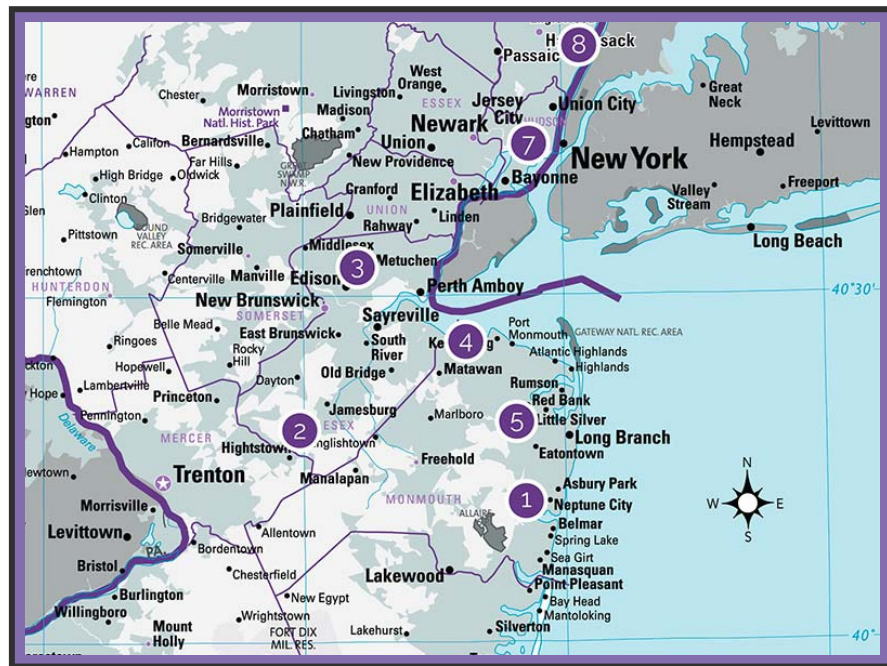 8
Passaic
Great
Neck
WARREN
Chester
Morristown
Livingston
West
Orange
ESSEX
Jersey
City
Union City
HUDSON
Morristown
Natl. Hist. Park
Madison
Newark
Levittown
Chatham
Union
7
New York
Hempstead
Hampton
Califon
Bernardsville
New Providence
Far Hills
Oldwick
High Bridge
Bayonne
Valley
Stream
Freeport
Clinton
Cranford
Elizabeth
Plainfield
UNION
Linden
Rahway
Bridgewater
Pittstown
ROUND
VALLEY
REC. AREA
Long Beach
Somerville
Middlesex
Metuchen
3
Manville
Edison
Centerville
HUNTERDON
Flemington
Perth Amboy
40°30'
New Brunswick
SOMERSET
Sayreville
Belle Mead
East Brunswick
South
River
Port
Monmouth
GATEWAY NATL. REC. AREA
4
Ringoes
Rocky
Hill
Atlantic Highlands
Highlands
Hopewell
Old Bridge
Matawan
Dayton
Lambertville
Princeton
Rumson
Red Bank
Pennington
Jamesburg
Marlboro
5
Little Silver
Delaware
MERCER
2
Long Branch
Hightstown
Eatontown
Trenton
Freehold
Manalapan
Morrisville
MONMOUTH
1
Asbury Park
Neptune City
N
W
E
S
ALLAIRE
Levittown
PA.
Allentown
Belmar
Spring Lake
Bordentown
Bristol
Chesterfield
Lakewood
Sea Girt
Manasquan
Point Pleasant
Burlington
New Egypt
Bay Head
Willingboro
Mantoloking
Wrightstown
Mount
Holly
FORT DIX
MIL. RES.
Lakehurst
Silverton
40°